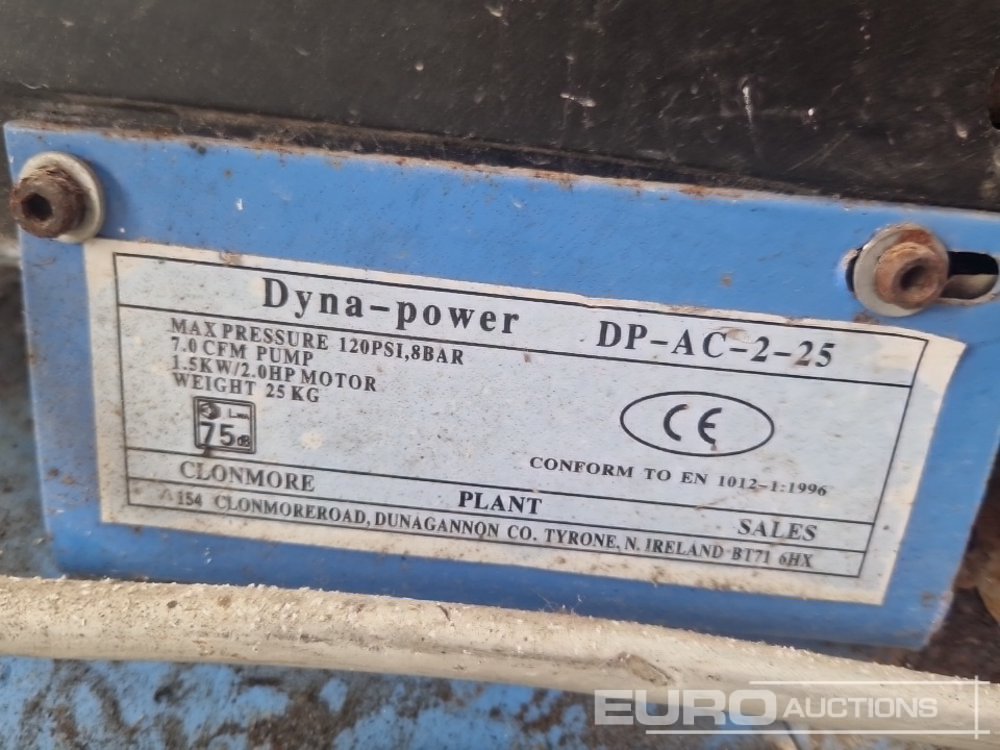 Dyna-power DP-AC-2-25
MAX PRESSURE 120PSI,8BAR
7.0 CFM PUMP
1.5KW/2.0HP MOTOR
WEIGHT 25 KG
LWA
75dB
CE
CONFORM TO EN 1012-1:1996
CLONMORE PLANT SALES
154 CLONMOREROAD, DUNAGANNON CO. TYRONE, N. IRELAND BT71 6HX
EURO AUCTIONS